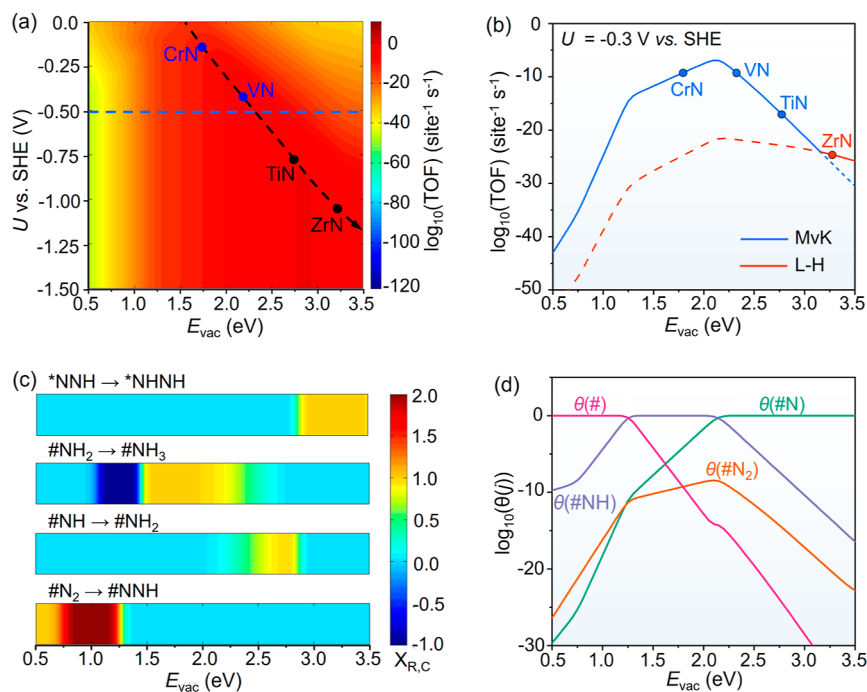 (a)
0.0
-0.25
-0.50
-0.75
-1.00
-1.25
-1.50
U vs. SHE (V)
CrN
VN
TiN
ZrN
0.5 1.0 1.5 2.0 2.5 3.0 3.5
Evac (eV)
0
-20
-40
-60
-80
-100
-120
log10(TOF) (site-1 s-1)
(b)
U = -0.3 V vs. SHE
0
-10
-20
-30
-40
-50
log10(TOF) (site-1 s-1)
CrN
VN
TiN
ZrN
MvK
L-H
0.5 1.0 1.5 2.0 2.5 3.0 3.5
Evac (eV)
(c)
*NNH → *NHNH
#NH2 → #NH3
#NH → #NH2
#N2 → #NNH
0.5 1.0 1.5 2.0 2.5 3.0 3.5
Evac (eV)
2.0
1.5
1.0
0.5
0.0
-0.5
-1.0
XR,C
(d)
0
-10
-20
-30
log10(θ(j))
θ(#)
θ(#N)
θ(#NH)
θ(#N2)
0.5 1.0 1.5 2.0 2.5 3.0 3.5
Evac (eV)